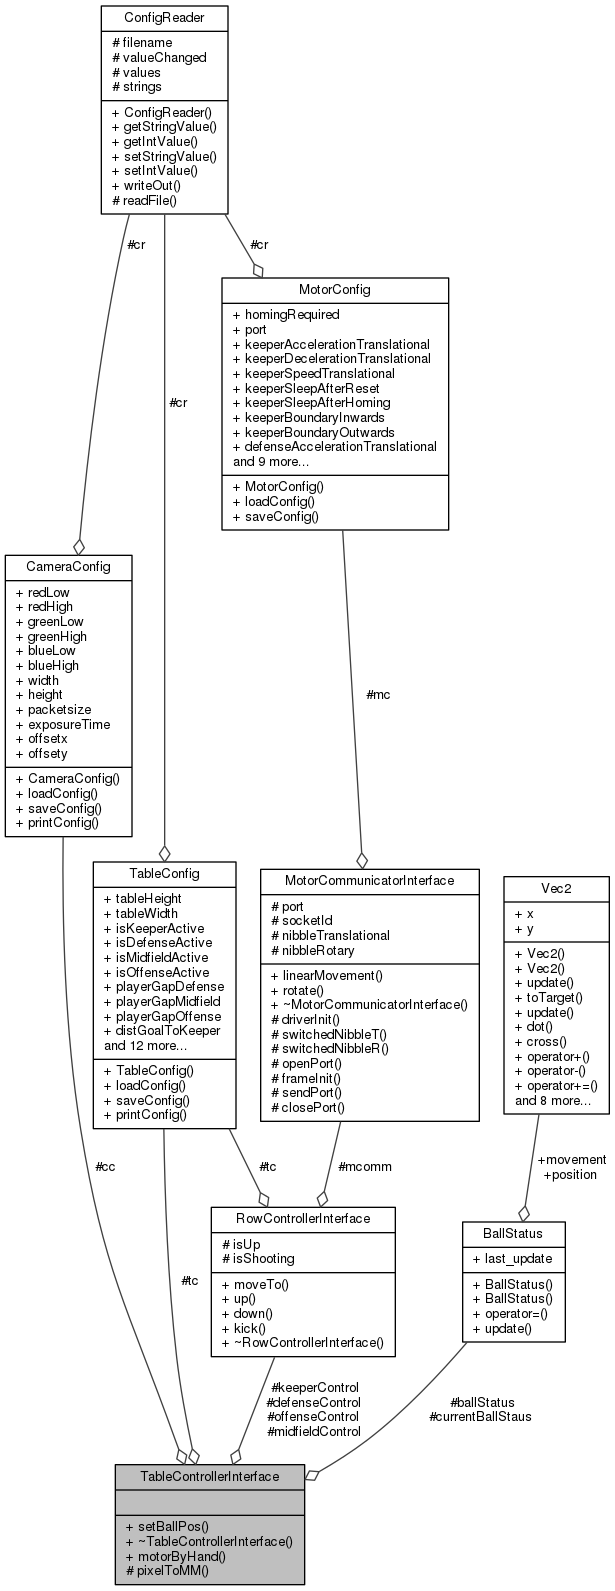 ConfigReader
# filename
# valueChanged
# values
# strings
+ ConfigReader()
+ getStringValue()
+ getIntValue()
+ setStringValue()
+ setIntValue()
+ writeOut()
# readFile()
#cr
#cr
#cr
MotorConfig
+ homingRequired
+ port
+ keeperAccelerationTranslational
+ keeperDecelerationTranslational
+ keeperSpeedTranslational
+ keeperSleepAfterReset
+ keeperSleepAfterHoming
+ keeperBoundaryInwards
+ keeperBoundaryOutwards
+ defenseAccelerationTranslational
and 9 more...
+ MotorConfig()
+ loadConfig()
+ saveConfig()
CameraConfig
+ redLow
+ redHigh
+ greenLow
+ greenHigh
+ blueLow
+ blueHigh
+ width
+ height
+ packetsize
+ exposureTime
+ offsetx
+ offsety
+ CameraConfig()
+ loadConfig()
+ saveConfig()
+ printConfig()
#mc
TableConfig
+ tableHeight
+ tableWidth
+ isKeeperActive
+ isDefenseActive
+ isMidfieldActive
+ isOffenseActive
+ playerGapDefense
+ playerGapMidfield
+ playerGapOffense
+ distGoalToKeeper
and 12 more...
+ TableConfig()
+ loadConfig()
+ saveConfig()
+ printConfig()
MotorCommunicatorInterface
# port
# socketId
# nibbleTranslational
# nibbleRotary
+ linearMovement()
+ rotate()
+ ~MotorCommunicatorInterface()
# driverInit()
# switchedNibbleT()
# switchedNibbleR()
# openPort()
# frameInit()
# sendPort()
# closePort()
Vec2
+ x
+ y
+ Vec2()
+ Vec2()
+ update()
+ toTarget()
+ update()
+ dot()
+ cross()
+ operator+()
+ operator-()
+ operator+=()
and 8 more...
#cc
#tc
#mcomm
+movement
+position
#tc
RowControllerInterface
# isUp
# isShooting
+ moveTo()
+ up()
+ down()
+ kick()
+ ~RowControllerInterface()
BallStatus
+ last_update
+ BallStatus()
+ BallStatus()
+ operator=()
+ update()
#keeperControl
#defenseControl
#offenseControl
#midfieldControl
#ballStatus
#currentBallStaus
TableControllerInterface
+ setBallPos()
+ ~TableControllerInterface()
+ motorByHand()
# pixelToMM()